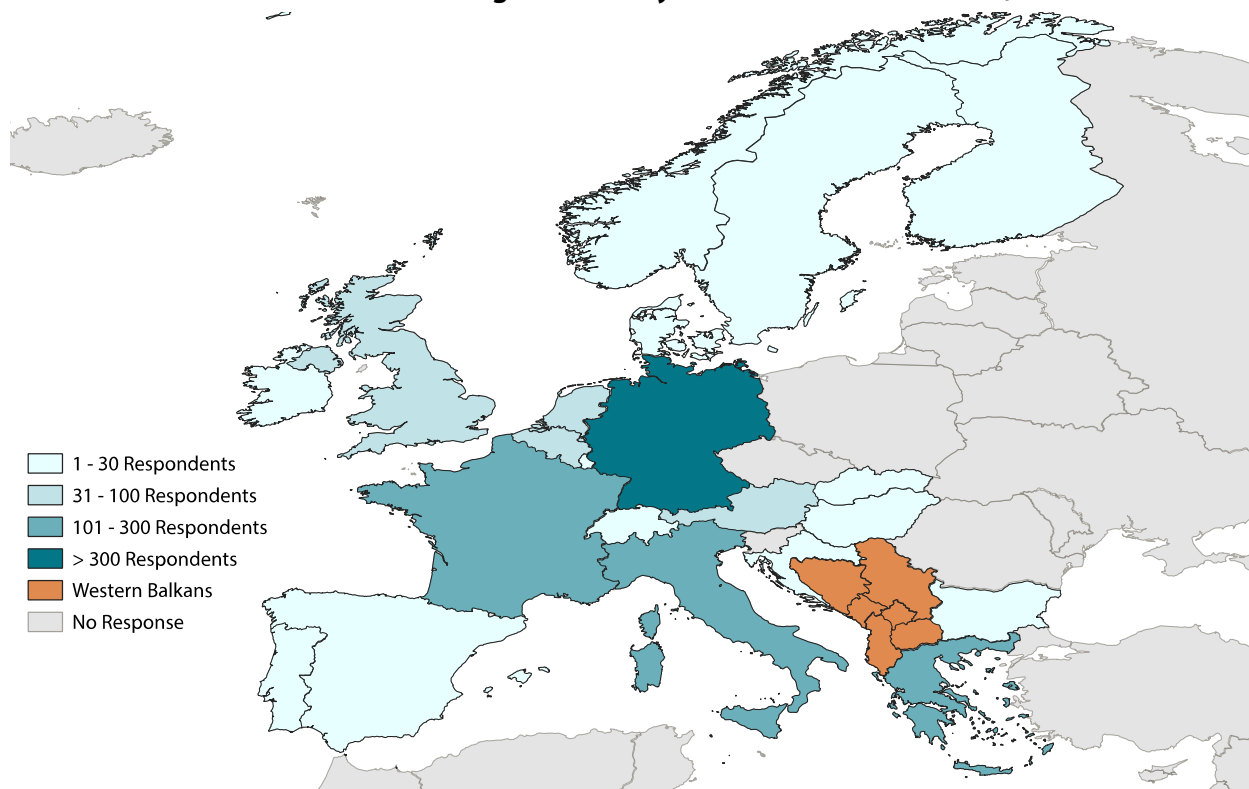 1 - 30 Respondents
31 - 100 Respondents
101 - 300 Respondents
> 300 Respondents
Western Balkans
No Response